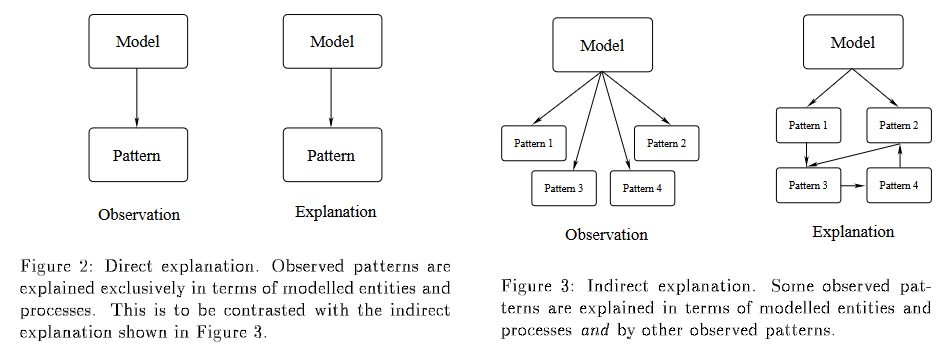 Model
Model
Pattern
Pattern
Observation
Explanation
Figure 2: Direct explanation. Observed patterns are
explained exclusively in terms of modelled entities and
processes. This is to be contrasted with the indirect
explanation shown in Figure 3.
Model
Model
Pattern 1
Pattern 2
Pattern 3
Pattern 4
Pattern 1
Pattern 2
Pattern 3
Pattern 4
Observation
Explanation
Figure 3: Indirect explanation. Some observed pat-
terns are explained in terms of modelled entities and
processes and by other observed patterns.